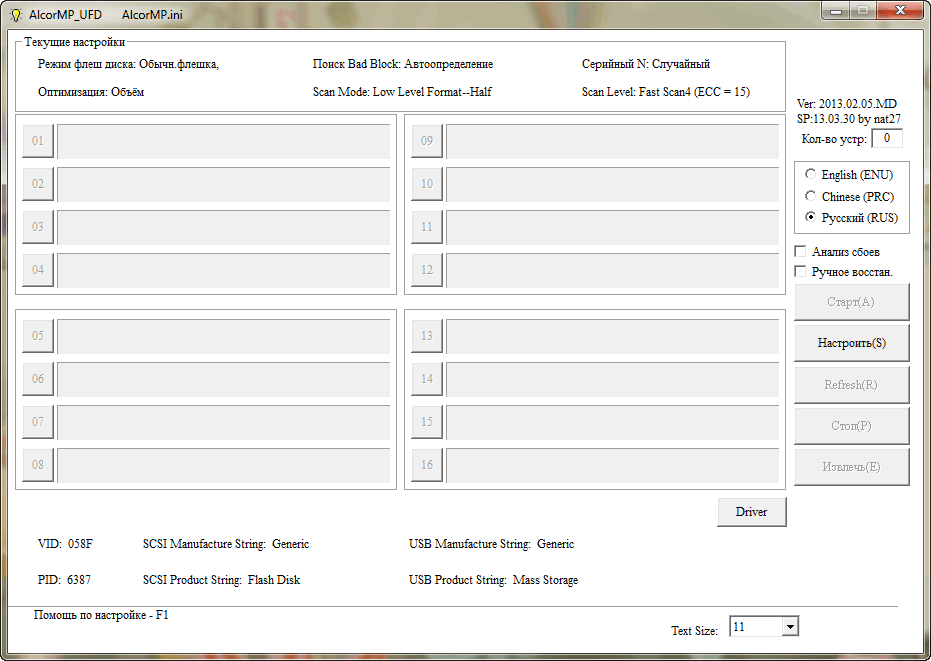 AlcorMP_UFD AlcorMP.ini
Текущие настройки
Режим флеш диска: Обычн.флешка, Поиск Bad Block: Автоопределение Серийный N: Случайный
Оптимизация: Объём Scan Mode: Low Level Format--Half Scan Level: Fast Scan4 (ECC = 15)
Ver: 2013.02.05.MD
SP:13.03.30 by nat27
Кол-во устр: 0
01 09
02 10
03 11
04 12
05 13
06 14
07 15
08 16
English (ENU)
Chinese (PRC)
Русский (RUS)
Анализ сбоев
Ручное восстан.
Старт(A)
Настроить(S)
Refresh(R)
Стоп(P)
Извлечь(E)
Driver
VID: 058F SCSI Manufacture String: Generic USB Manufacture String: Generic
PID: 6387 SCSI Product String: Flash Disk USB Product String: Mass Storage
Помощь по настройке - F1
Text Size: 11